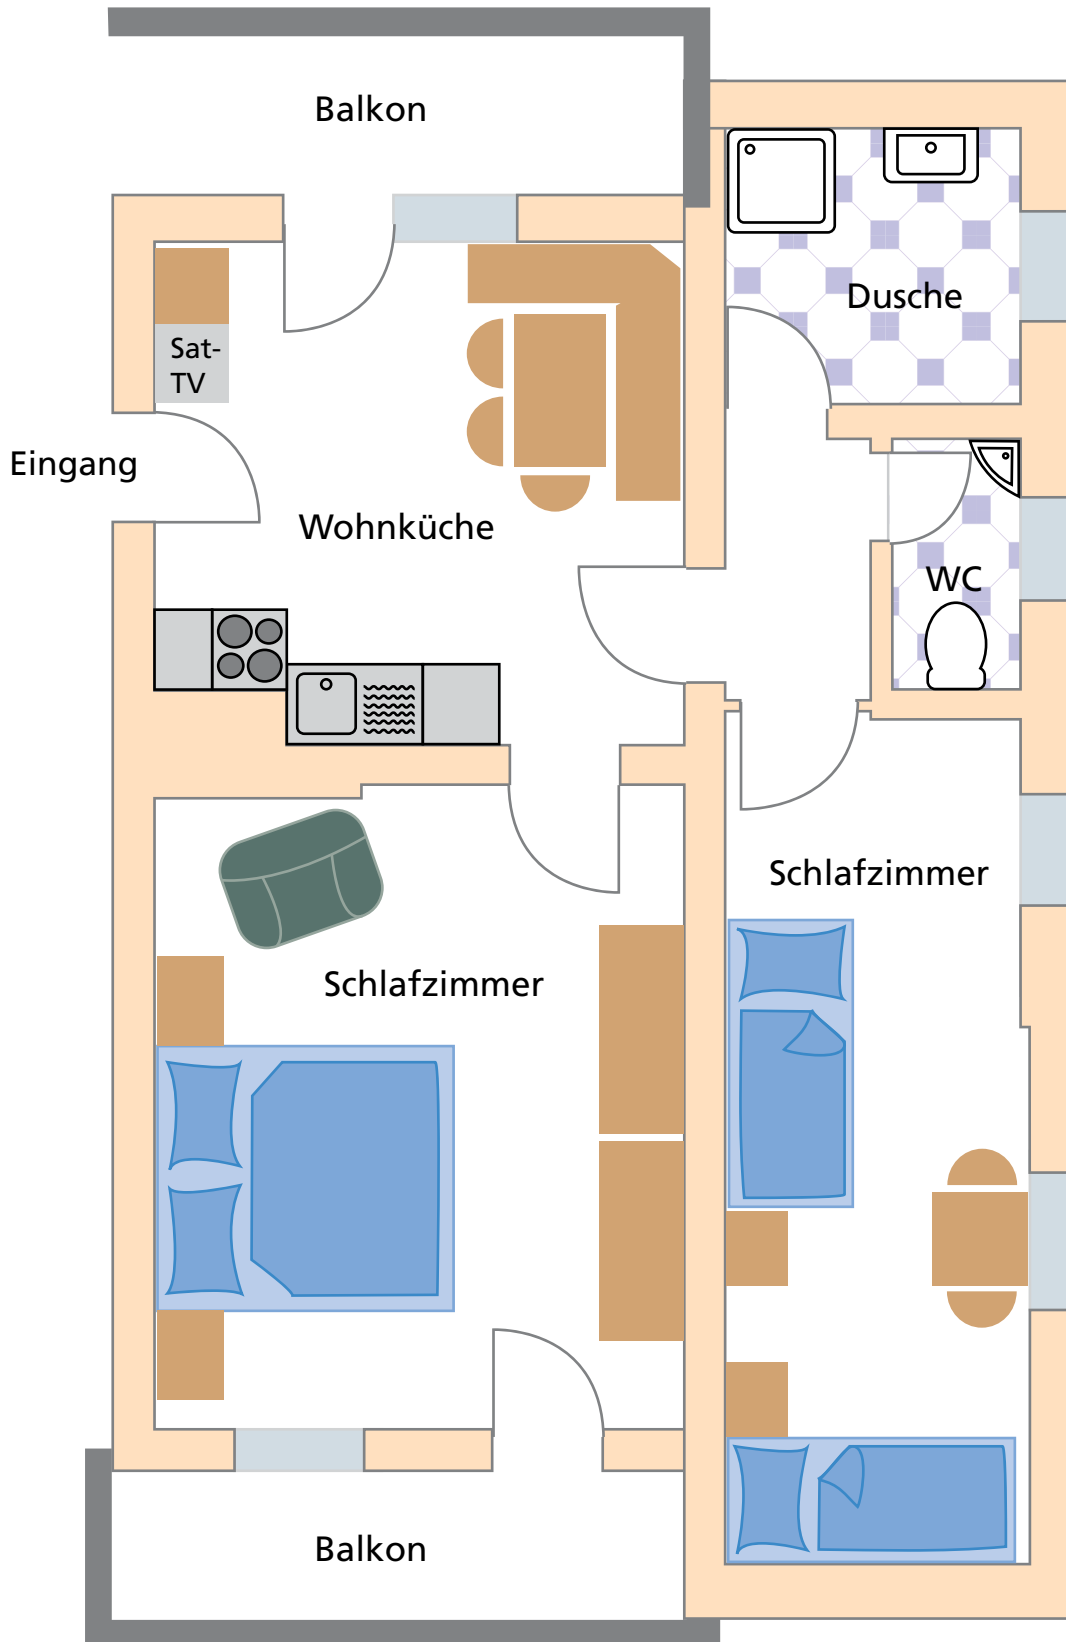 Balkon
Dusche
Sat-
TV
Eingang
Wohnküche
WC
Schlafzimmer
Schlafzimmer
Balkon